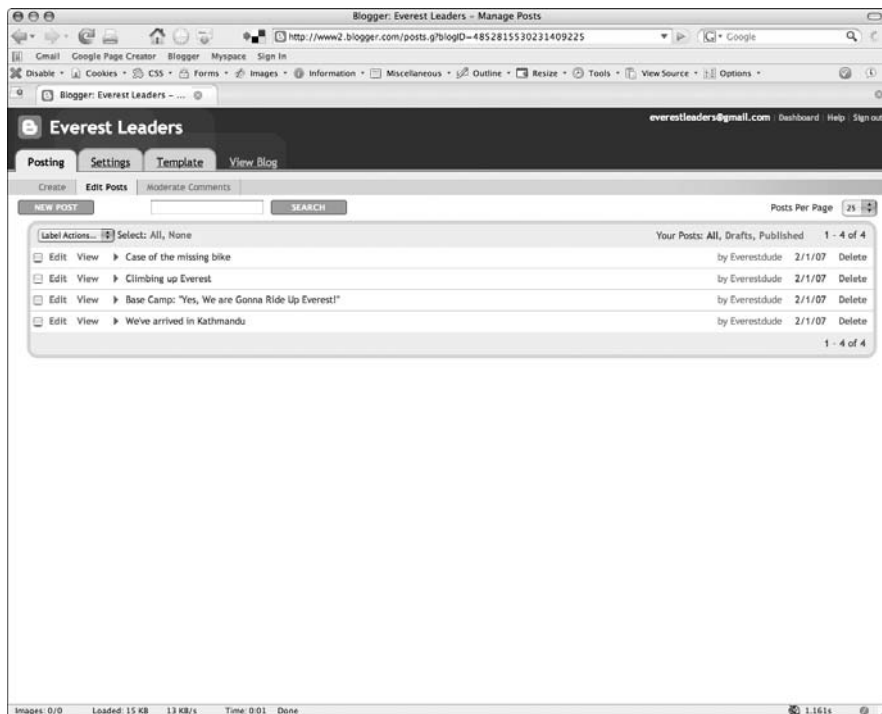 Blogger: Everest Leaders – Manage Posts
http://www2.blogger.com/posts.g?blogID=4852815530231409225 Google
Gmail Google Page Creator Blogger Myspace Sign In
Disable Cookies CSS Forms Images Information Miscellaneous Outline Resize Tools View Source Options
Blogger: Everest Leaders – ...
everestleaders@gmail.com | Dashboard | Help | Sign out
Everest Leaders
Posting Settings Template View Blog
Create Edit Posts Moderate Comments
NEW POST SEARCH Posts Per Page 25
Label Actions... Select: All, None Your Posts: All, Drafts, Published 1 - 4 of 4
Edit View Case of the missing bike by Everestdude 2/1/07 Delete
Edit View Climbing up Everest by Everestdude 2/1/07 Delete
Edit View Base Camp: "Yes, We are Gonna Ride Up Everest!" by Everestdude 2/1/07 Delete
Edit View We've arrived in Kathmandu by Everestdude 2/1/07 Delete
1 - 4 of 4
Images: 0/0 Loaded: 15 KB 13 KB/s Time: 0:01 Done 1.161s